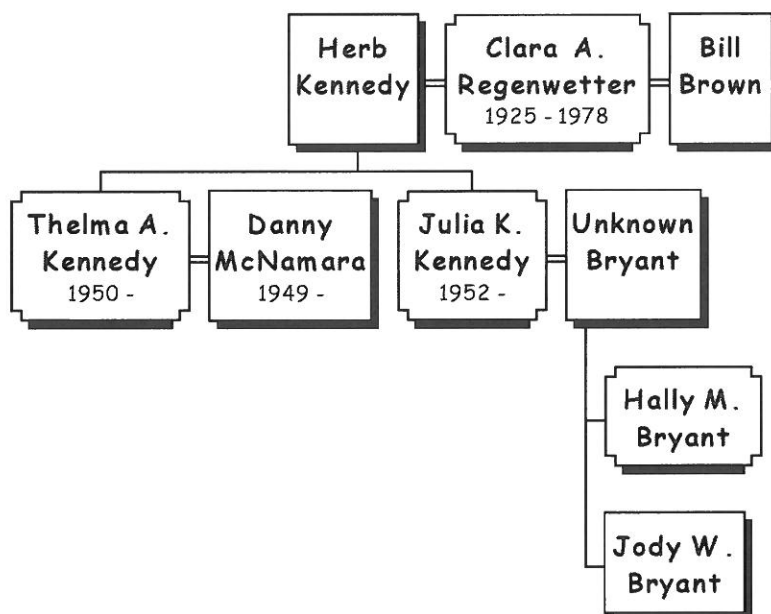 Herb
Kennedy
Clara A.
Regenwetter
1925 - 1978
Bill
Brown
Thelma A.
Kennedy
1950 -
Danny
McNamara
1949 -
Julia K.
Kennedy
1952 -
Unknown
Bryant
Hally M.
Bryant
Jody W.
Bryant